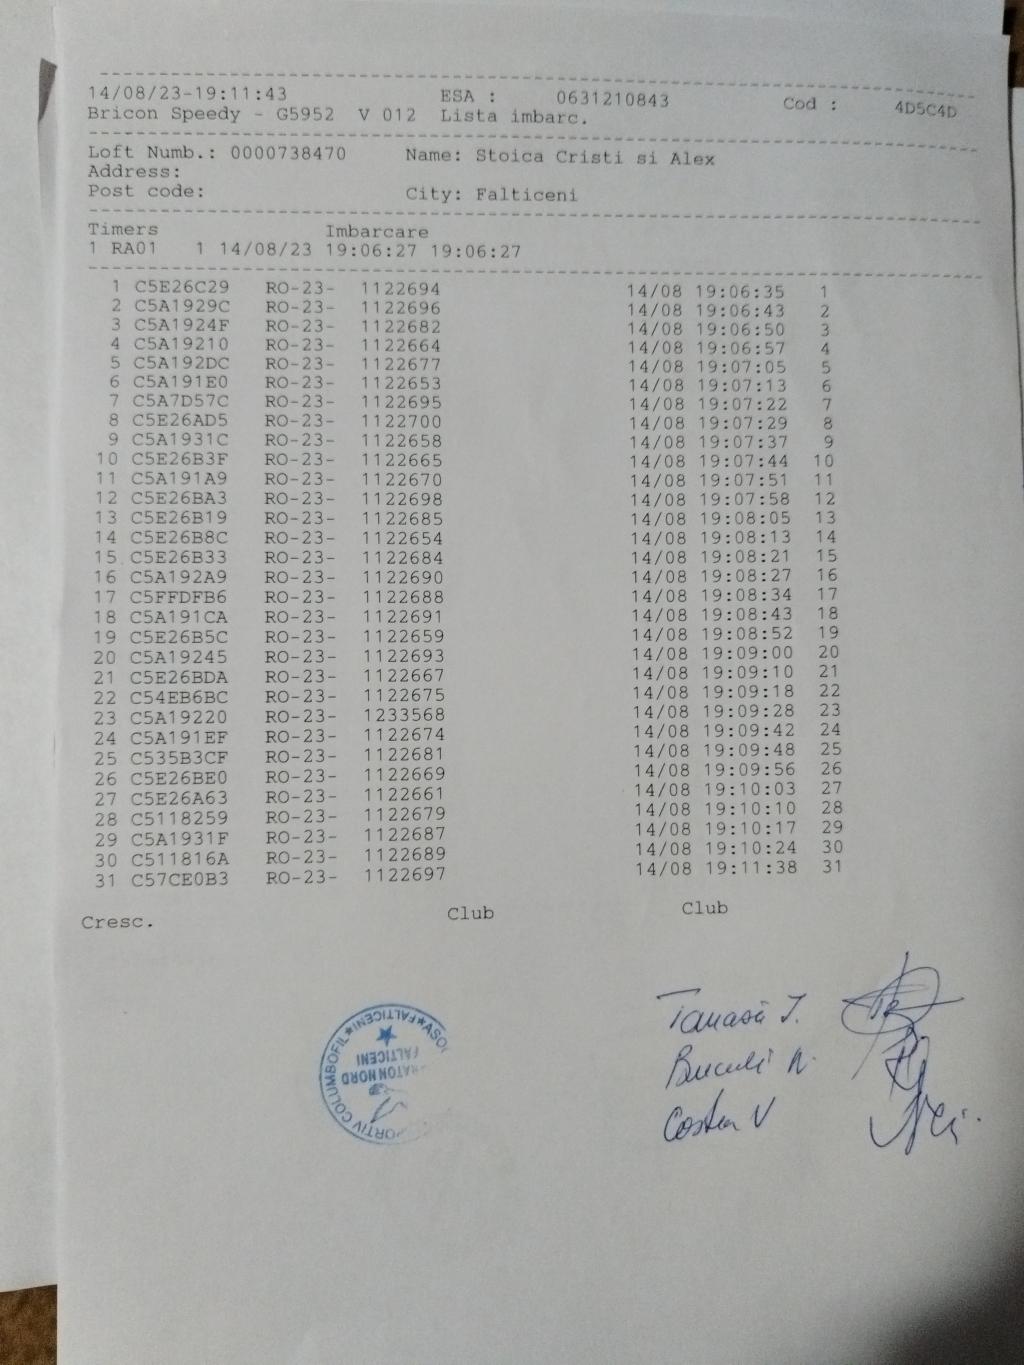 14/08/23-19:11:43 ESA : 0631210843 Cod : 4D5C4D
Bricon Speedy - G5952 V 012 Lista imbarc.
Loft Numb.: 0000738470 Name: Stoica Cristi si Alex
Address:
Post code: City: Falticeni
Timers Imbarcare
1 RA01 1 14/08/23 19:06:27 19:06:27
1 C5E26C29 RO-23- 1122694 14/08 19:06:35 1
2 C5A1929C RO-23- 1122696 14/08 19:06:43 2
3 C5A1924F RO-23- 1122682 14/08 19:06:50 3
4 C5A19210 RO-23- 1122664 14/08 19:06:57 4
5 C5A192DC RO-23- 1122677 14/08 19:07:05 5
6 C5A191E0 RO-23- 1122653 14/08 19:07:13 6
7 C5A7D57C RO-23- 1122695 14/08 19:07:22 7
8 C5E26AD5 RO-23- 1122700 14/08 19:07:29 8
9 C5A1931C RO-23- 1122658 14/08 19:07:37 9
10 C5E26B3F RO-23- 1122665 14/08 19:07:44 10
11 C5A191A9 RO-23- 1122670 14/08 19:07:51 11
12 C5E26BA3 RO-23- 1122698 14/08 19:07:58 12
13 C5E26B19 RO-23- 1122685 14/08 19:08:05 13
14 C5E26B8C RO-23- 1122654 14/08 19:08:13 14
15 C5E26B33 RO-23- 1122684 14/08 19:08:21 15
16 C5A192A9 RO-23- 1122690 14/08 19:08:27 16
17 C5FFDFB6 RO-23- 1122688 14/08 19:08:34 17
18 C5A191CA RO-23- 1122691 14/08 19:08:43 18
19 C5E26B5C RO-23- 1122659 14/08 19:08:52 19
20 C5A19245 RO-23- 1122693 14/08 19:09:00 20
21 C5E26BDA RO-23- 1122667 14/08 19:09:10 21
22 C54EB6BC RO-23- 1122675 14/08 19:09:18 22
23 C5A19220 RO-23- 1233568 14/08 19:09:28 23
24 C5A191EF RO-23- 1122674 14/08 19:09:42 24
25 C535B3CF RO-23- 1122681 14/08 19:09:48 25
26 C5E26BE0 RO-23- 1122669 14/08 19:09:56 26
27 C5E26A63 RO-23- 1122661 14/08 19:10:03 27
28 C5118259 RO-23- 1122679 14/08 19:10:10 28
29 C5A1931F RO-23- 1122687 14/08 19:10:17 29
30 C511816A RO-23- 1122689 14/08 19:10:24 30
31 C57CE0B3 RO-23- 1122697 14/08 19:11:38 31
Cresc. Club Club
Tanasă I.
Costea V
COLUMBOFIL★FALTICENI★
NORD
FALTICENI